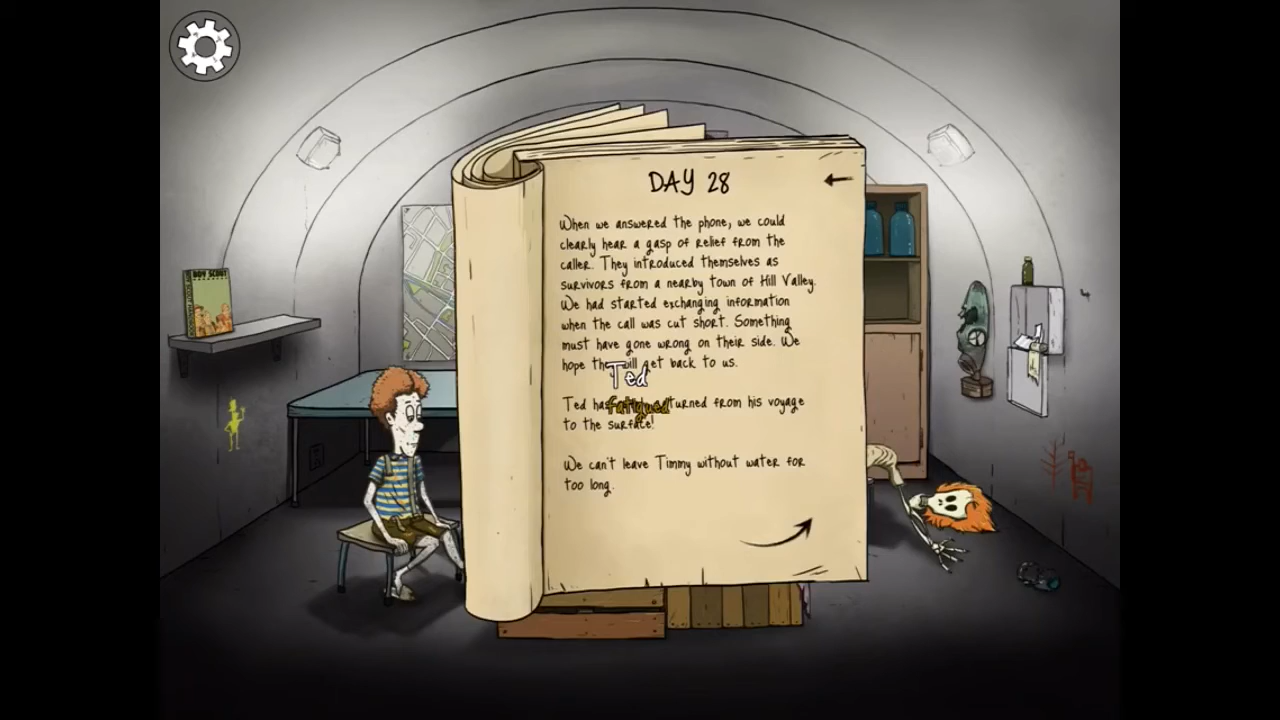 DAY 28
When we answered the phone, we could
clearly hear a gasp of relief from the
caller. They introduced themselves as
survivors from a nearby town of Hill Valley.
We had started exchanging information
when the call was cut short. Something
must have gone wrong on their side. We
hope will get back to us.
Ted
Ted has from his voyage
Fatigued
to the surface!
We can't leave Timmy without water for
too long.
BOY SCOUT